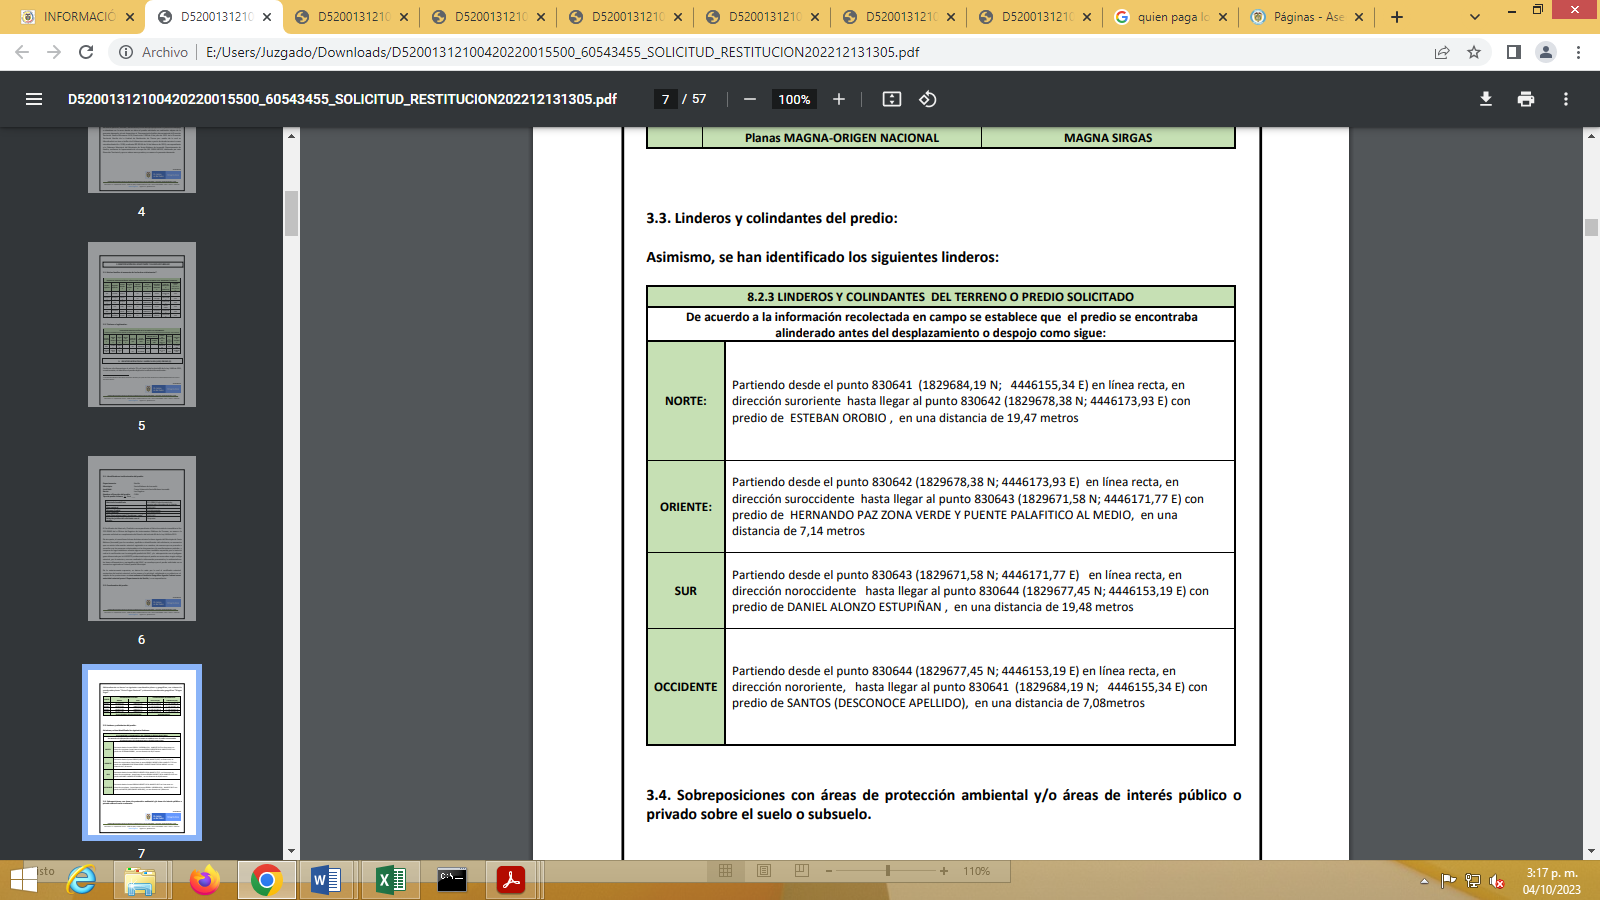 INFORMACIÓ
D5200131210
D5200131210
D5200131210
D5200131210
D5200131210
D5200131210
D5200131210
quien paga lo
Páginas - Ase
Archivo | E:/Users/Juzgado/Downloads/D52001312100420220015500_60543455_SOLICITUD_RESTITUCION202212131305.pdf
D52001312100420220015500_60543455_SOLICITUD_RESTITUCION202212131305.pdf
7 / 57
100%
4
5
6
7
Planas MAGNA-ORIGEN NACIONAL
MAGNA SIRGAS
3.3. Linderos y colindantes del predio:
Asimismo, se han identificado los siguientes linderos:
8.2.3 LINDEROS Y COLINDANTES DEL TERRENO O PREDIO SOLICITADO
De acuerdo a la información recolectada en campo se establece que el predio se encontraba
alinderado antes del desplazamiento o despojo como sigue:
NORTE:
Partiendo desde el punto 830641 (1829684,19 N; 4446155,34 E) en línea recta, en
dirección suroriente hasta llegar al punto 830642 (1829678,38 N; 4446173,93 E) con
predio de ESTEBAN OROBIO , en una distancia de 19,47 metros
ORIENTE:
Partiendo desde el punto 830642 (1829678,38 N; 4446173,93 E) en línea recta, en
dirección suroccidente hasta llegar al punto 830643 (1829671,58 N; 4446171,77 E) con
predio de HERNANDO PAZ ZONA VERDE Y PUENTE PALAFITICO AL MEDIO, en una
distancia de 7,14 metros
SUR
Partiendo desde el punto 830643 (1829671,58 N; 4446171,77 E) en línea recta, en
dirección noroccidente hasta llegar al punto 830644 (1829677,45 N; 4446153,19 E) con
predio de DANIEL ALONZO ESTUPIÑAN , en una distancia de 19,48 metros
OCCIDENTE
Partiendo desde el punto 830644 (1829677,45 N; 4446153,19 E) en línea recta, en
dirección nororiente, hasta llegar al punto 830641 (1829684,19 N; 4446155,34 E) con
predio de SANTOS (DESCONOCE APELLIDO), en una distancia de 7,08metros
3.4. Sobreposiciones con áreas de protección ambiental y/o áreas de interés público o
privado sobre el suelo o subsuelo.
isto
110%
3:17 p. m.
04/10/2023